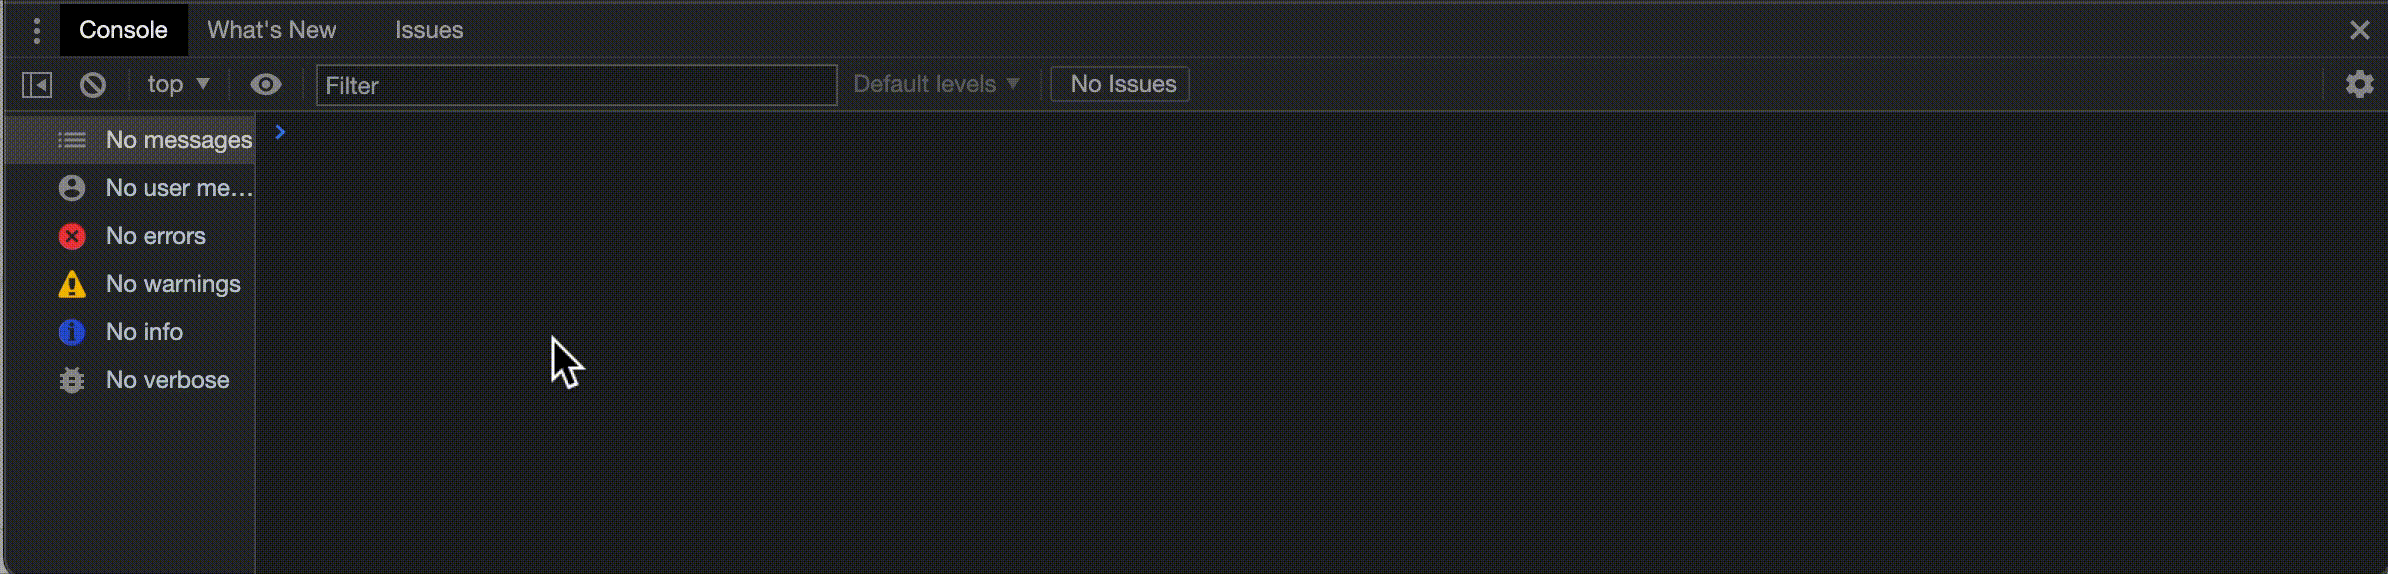 Console What's New Issues
top Filter Default levels No Issues
No messages
No user me...
No errors
No warnings
No info
No verbose